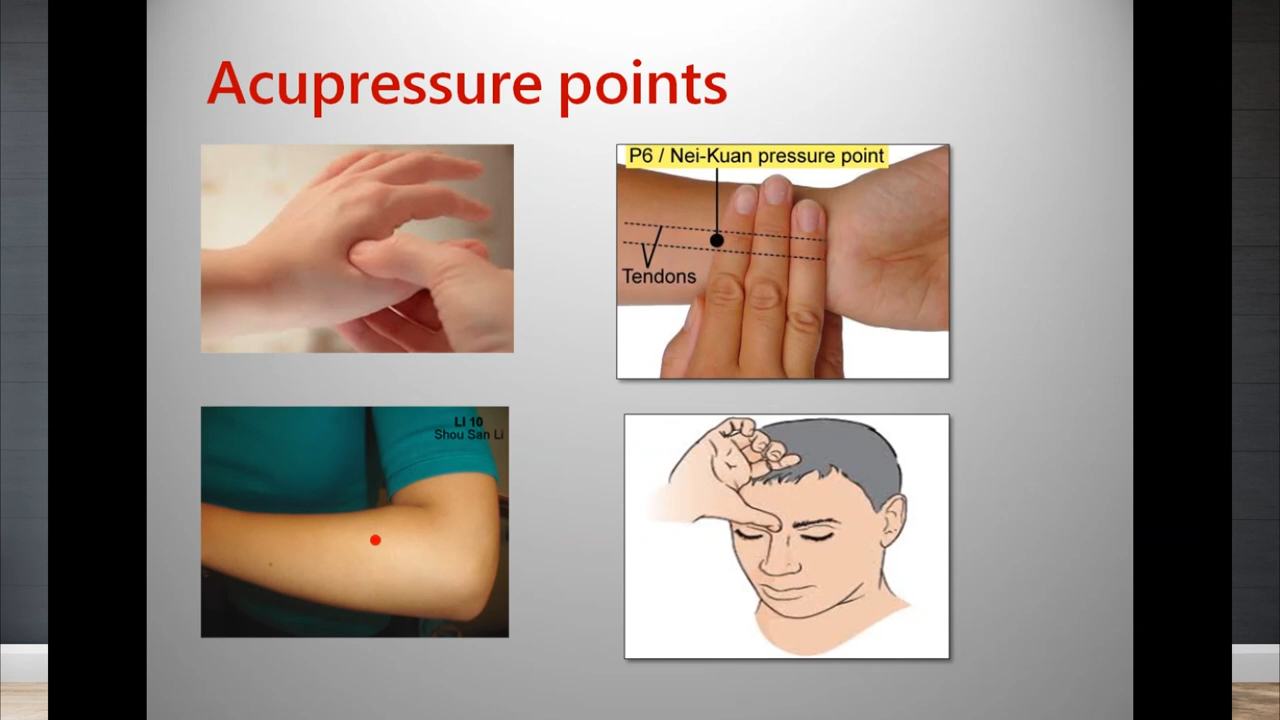 Acupressure points
P6 / Nei-Kuan pressure point
Tendons
LI 10
Shou San Li